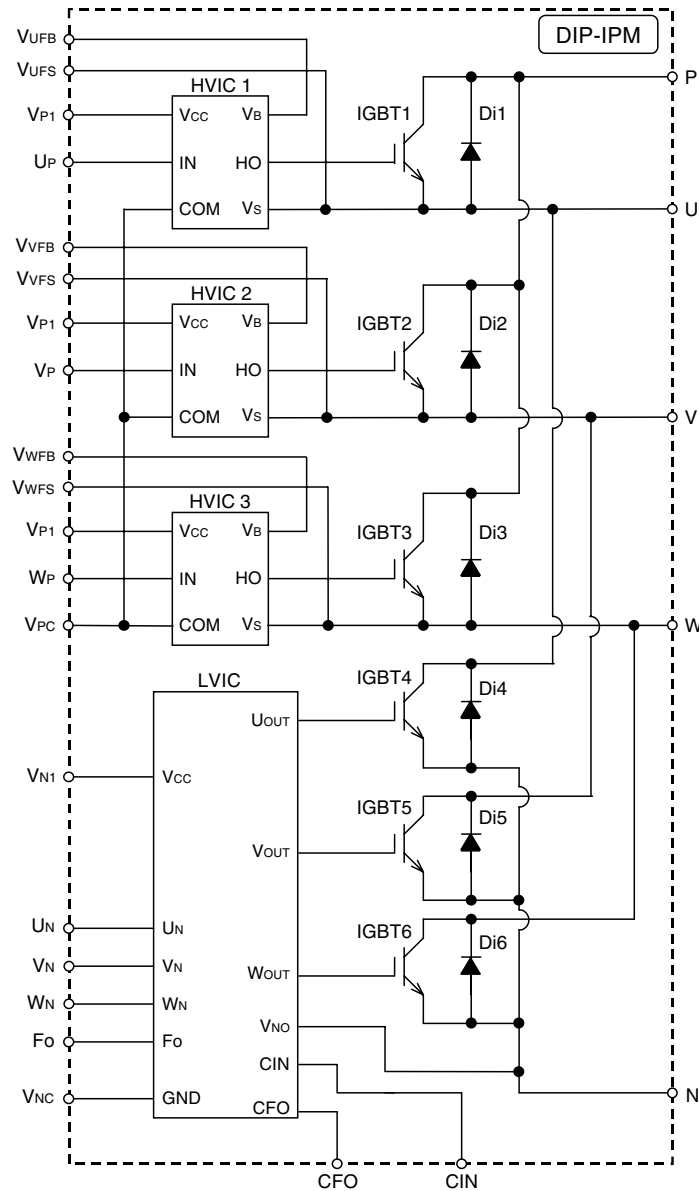 DIP-IPM
VUFB
VUFS
HVIC 1
VP1
VCC
VB
IGBT1
Di1
P
UP
IN
HO
COM
VS
U
VVFB
VVFS
HVIC 2
VP1
VCC
VB
IGBT2
Di2
VP
IN
HO
COM
VS
V
VWFB
VWFS
HVIC 3
VP1
VCC
VB
IGBT3
Di3
WP
IN
HO
VPC
COM
VS
W
LVIC
IGBT4
Di4
UOUT
VN1
VCC
IGBT5
Di5
VOUT
UN
UN
IGBT6
Di6
VN
VN
WOUT
WN
WN
VNO
Fo
Fo
CIN
VNC
GND
CFO
N
CFO
CIN